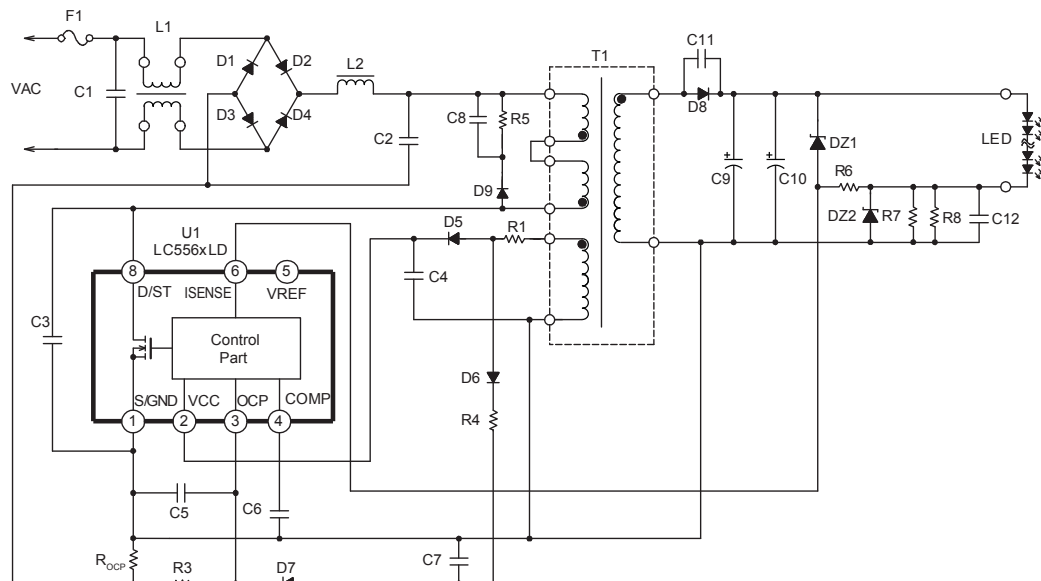 F1
L1
C11
T1
D1
D2
L2
VAC
C1
C8
R5
D8
D3
D4
C2
DZ1
LED
D9
C9
C10
R6
U1
LC556xLD
D5
R1
DZ2
R7
R8
C12
8
6
5
D/ST
ISENSE
VREF
C4
C3
Control
Part
D6
S/GND
VCC
OCP
COMP
R4
1
2
3
4
C5
C6
ROCP
R3
D7
C7